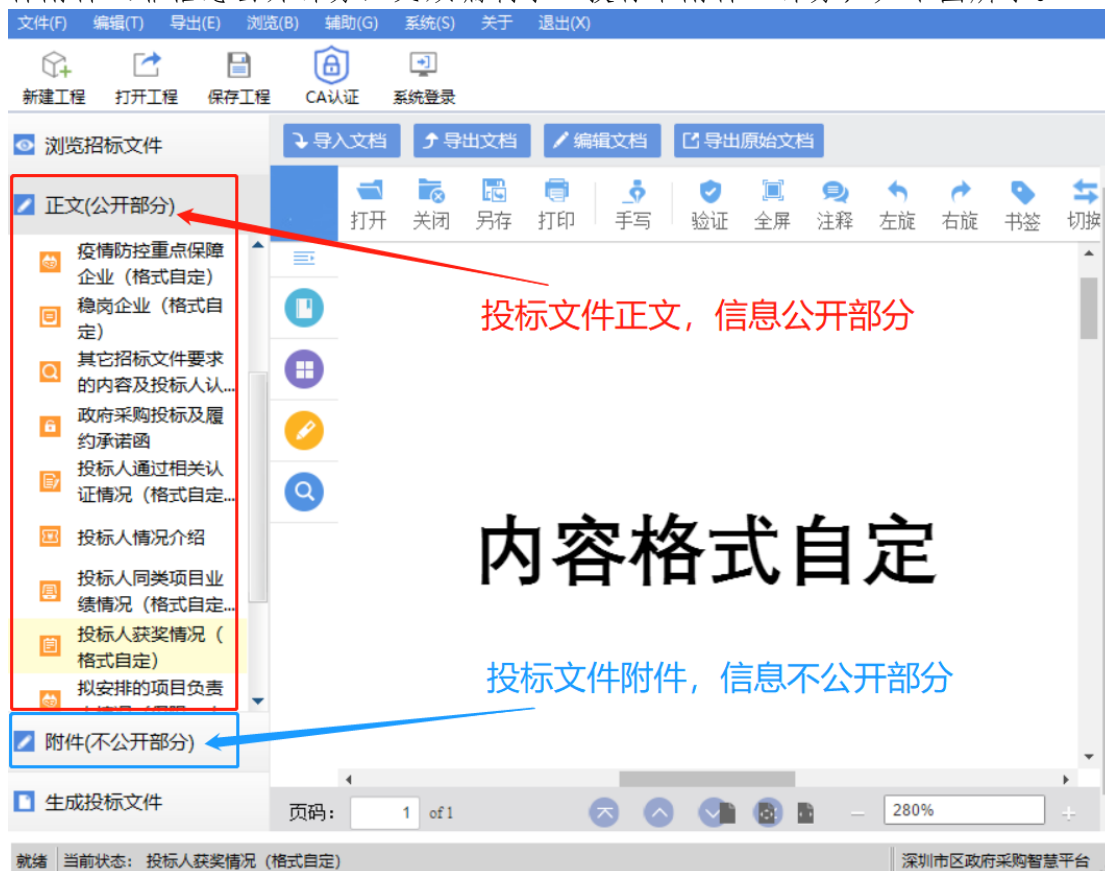 文件(F) 编辑(T) 导出(E) 浏览(B) 辅助(G) 系统(S) 关于 退出(X)
新建工程 打开工程 保存工程 CA认证 系统登录
浏览招标文件
导入文档 导出文档 编辑文档 导出原始文档
正文(公开部分)
打开 关闭 另存 打印 手写 验证 全屏 注释 左旋 右旋 书签 切换
疫情防控重点保障
企业（格式自定）
稳岗企业（格式自
定）
其它招标文件要求
的内容及投标人认...
政府采购投标及履
约承诺函
投标人通过相关认
证情况（格式自定...
投标人情况介绍
投标人同类项目业
绩情况（格式自定...
投标人获奖情况（
格式自定）
拟安排的项目负责
投标文件正文，信息公开部分
内容格式自定
投标文件附件，信息不公开部分
附件(不公开部分)
生成投标文件
页码： 1 of 1 280%
就绪 当前状态： 投标人获奖情况（格式自定） 深圳市区政府采购智慧平台